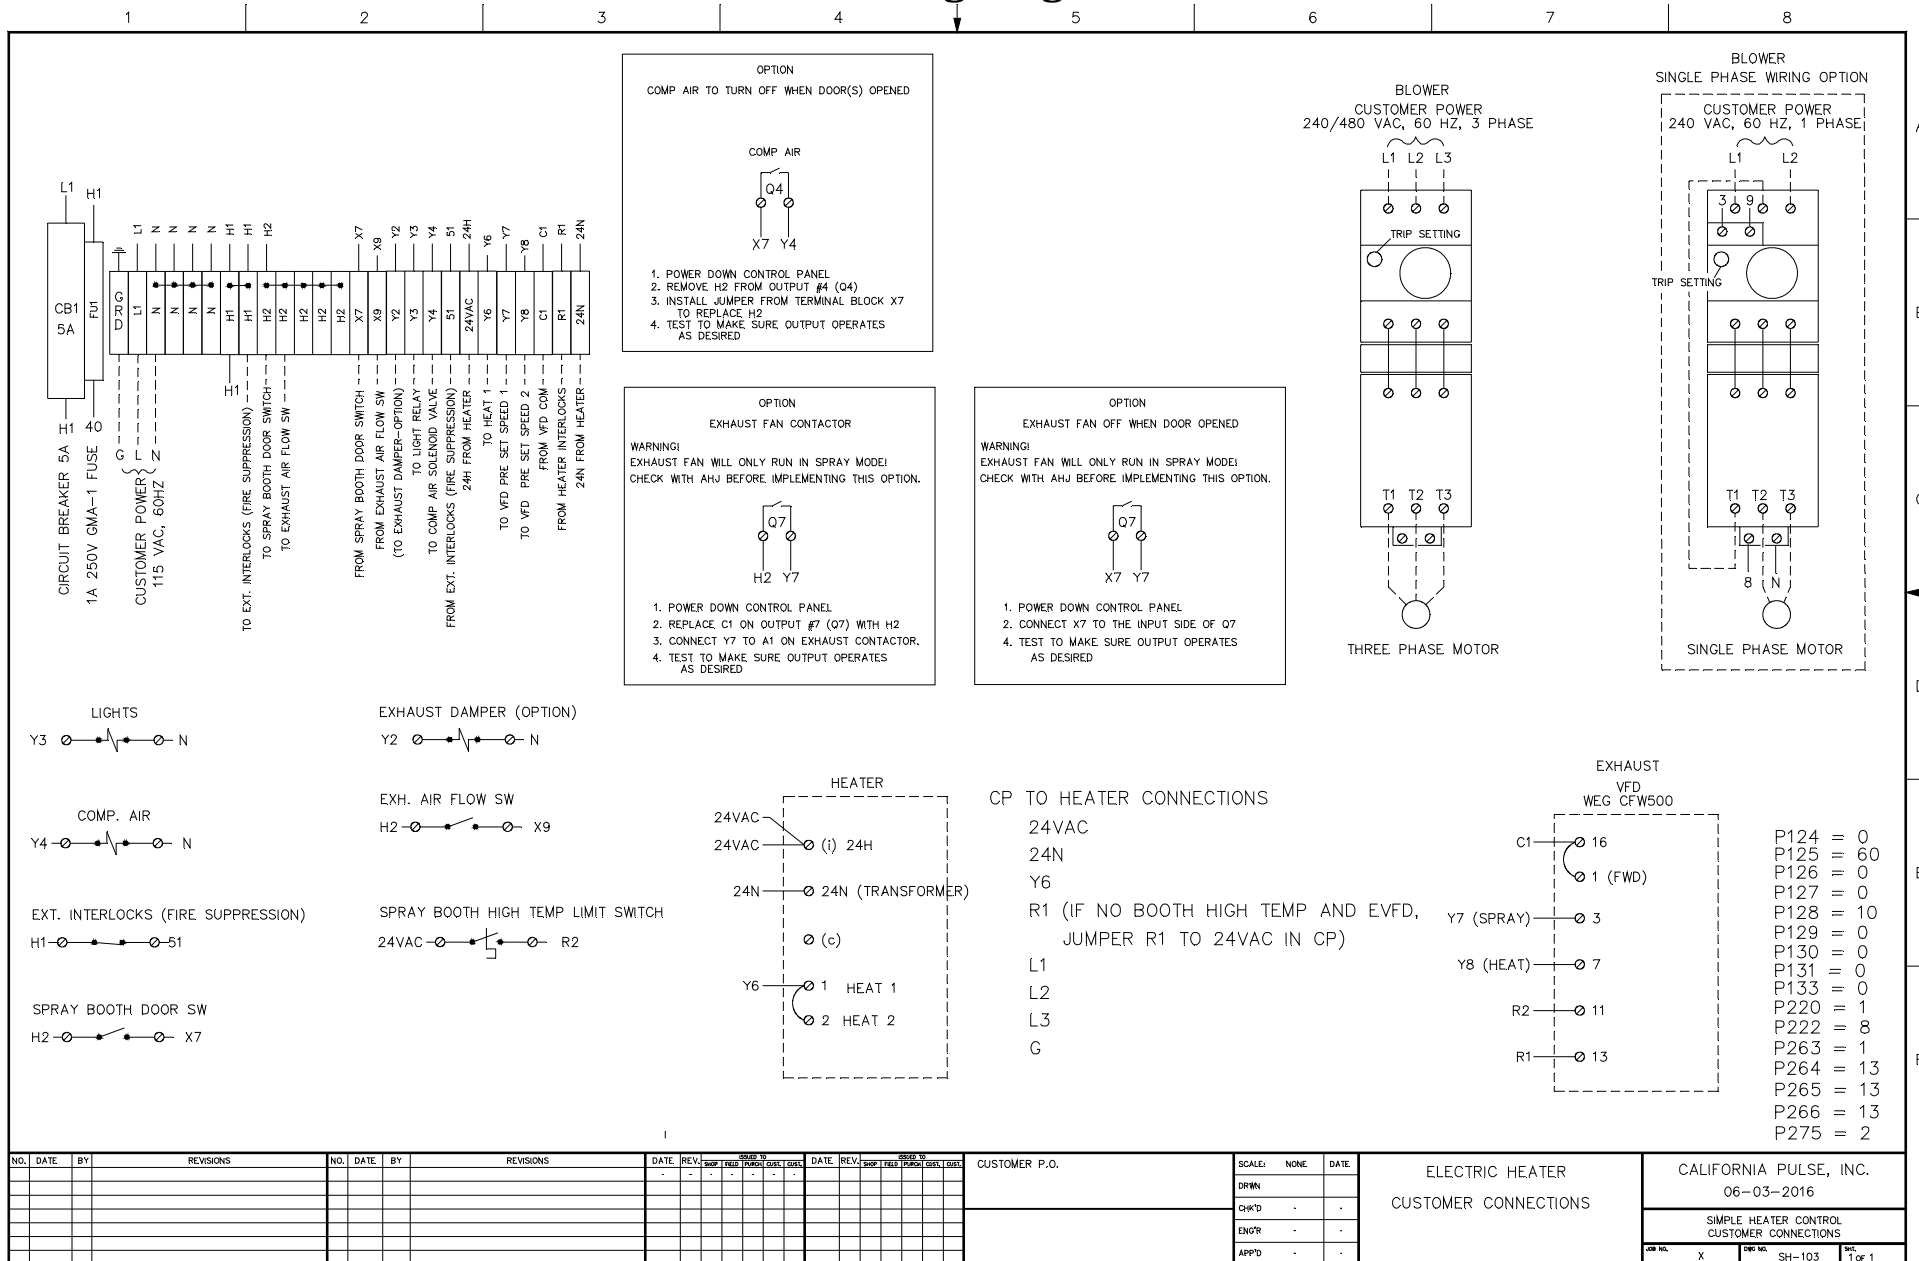 1 2 3 4 5 6 7 8
OPTION
COMP AIR TO TURN OFF WHEN DOOR(S) OPENED
COMP AIR
Q4
X7 Y4
1. POWER DOWN CONTROL PANEL
2. REMOVE H2 FROM OUTPUT #4 (Q4)
3. INSTALL JUMPER FROM TERMINAL BLOCK X7
TO REPLACE H2
4. TEST TO MAKE SURE OUTPUT OPERATES
AS DESIRED
BLOWER
CUSTOMER POWER
240/480 VAC, 60 HZ, 3 PHASE
L1 L2 L3
TRIP SETTING
T1 T2 T3
THREE PHASE MOTOR
BLOWER
SINGLE PHASE WIRING OPTION
CUSTOMER POWER
240 VAC, 60 HZ, 1 PHASE
L1 L2
3 9
TRIP SETTING
T1 T2 T3
8 N
SINGLE PHASE MOTOR
L1 H1
L1 N N N N H1 H1 H2 X7 X9 Y2 Y3 Y4 51 24H Y6 Y7 Y8 C1 R1 24N
CB1
5A
FU1
GRD
L1 N N N N H1 H1 H2 H2 H2 H2 H2 X7 X9 Y2 Y3 Y4 51 24VAC Y6 Y7 Y8 C1 R1 24N
H1
H1 40
G L N
CIRCUIT BREAKER 5A
1A 250V GMA-1 FUSE
CUSTOMER POWER
115 VAC, 60HZ
TO EXT. INTERLOCKS (FIRE SUPPRESSION)
TO SPRAY BOOTH DOOR SWITCH
TO EXHAUST AIR FLOW SW
FROM SPRAY BOOTH DOOR SWITCH
FROM EXHAUST AIR FLOW SW
(TO EXHAUST DAMPER-OPTION)
TO LIGHT RELAY
TO COMP AIR SOLENOID VALVE
FROM EXT. INTERLOCKS (FIRE SUPPRESSION)
24H FROM HEATER
TO HEAT 1
TO VFD PRE SET SPEED 1
TO VFD PRE SET SPEED 2
FROM VFD COM
FROM HEATER INTERLOCKS
24N FROM HEATER
OPTION
EXHAUST FAN CONTACTOR
WARNING!
EXHAUST FAN WILL ONLY RUN IN SPRAY MODE!
CHECK WITH AHJ BEFORE IMPLEMENTING THIS OPTION.
Q7
H2 Y7
1. POWER DOWN CONTROL PANEL
2. REPLACE C1 ON OUTPUT #7 (Q7) WITH H2
3. CONNECT Y7 TO A1 ON EXHAUST CONTACTOR.
4. TEST TO MAKE SURE OUTPUT OPERATES
AS DESIRED
OPTION
EXHAUST FAN OFF WHEN DOOR OPENED
WARNING!
EXHAUST FAN WILL ONLY RUN IN SPRAY MODE!
CHECK WITH AHJ BEFORE IMPLEMENTING THIS OPTION.
Q7
X7 Y7
1. POWER DOWN CONTROL PANEL
2. CONNECT X7 TO THE INPUT SIDE OF Q7
4. TEST TO MAKE SURE OUTPUT OPERATES
AS DESIRED
LIGHTS
Y3 N
COMP. AIR
Y4 N
EXT. INTERLOCKS (FIRE SUPPRESSION)
H1 51
SPRAY BOOTH DOOR SW
H2 X7
EXHAUST DAMPER (OPTION)
Y2 N
EXH. AIR FLOW SW
H2 X9
SPRAY BOOTH HIGH TEMP LIMIT SWITCH
24VAC R2
HEATER
24VAC
24VAC (i) 24H
24N 24N (TRANSFORMER)
(c)
Y6 1 HEAT 1
2 HEAT 2
CP TO HEATER CONNECTIONS
24VAC
24N
Y6
R1 (IF NO BOOTH HIGH TEMP AND EVFD,
JUMPER R1 TO 24VAC IN CP)
L1
L2
L3
G
EXHAUST
VFD
WEG CFW500
C1 16
1 (FWD)
Y7 (SPRAY) 3
Y8 (HEAT) 7
R2 11
R1 13
P124 = 0
P125 = 60
P126 = 0
P127 = 0
P128 = 10
P129 = 0
P130 = 0
P131 = 0
P133 = 0
P220 = 1
P222 = 8
P263 = 1
P264 = 13
P265 = 13
P266 = 13
P275 = 2
NO. DATE BY REVISIONS NO. DATE BY REVISIONS
DATE REV. ISSUED TO DATE REV. ISSUED TO
SHOP FIELD PURCH CUST. CUST. SHOP FIELD PURCH CUST. CUST.
CUSTOMER P.O.
SCALE: NONE DATE
DRWN
CHK'D
ENG'R
APP'D
ELECTRIC HEATER
CUSTOMER CONNECTIONS
CALIFORNIA PULSE, INC.
06-03-2016
SIMPLE HEATER CONTROL
CUSTOMER CONNECTIONS
JOB NO. X DWG NO. SH-103 SHT. 1 OF 1